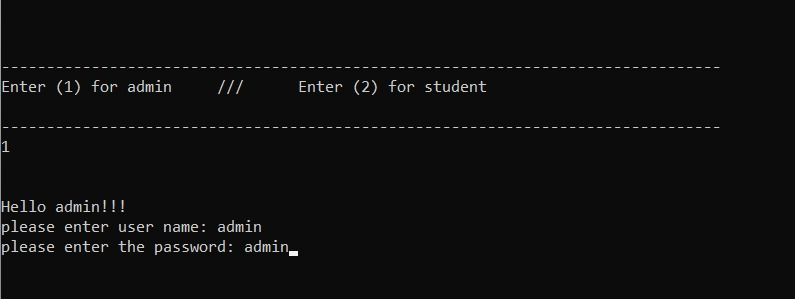 --------------------------------------------------------------------------------
Enter (1) for admin     ///      Enter (2) for student
--------------------------------------------------------------------------------
1
Hello admin!!!
please enter user name: admin
please enter the password: admin